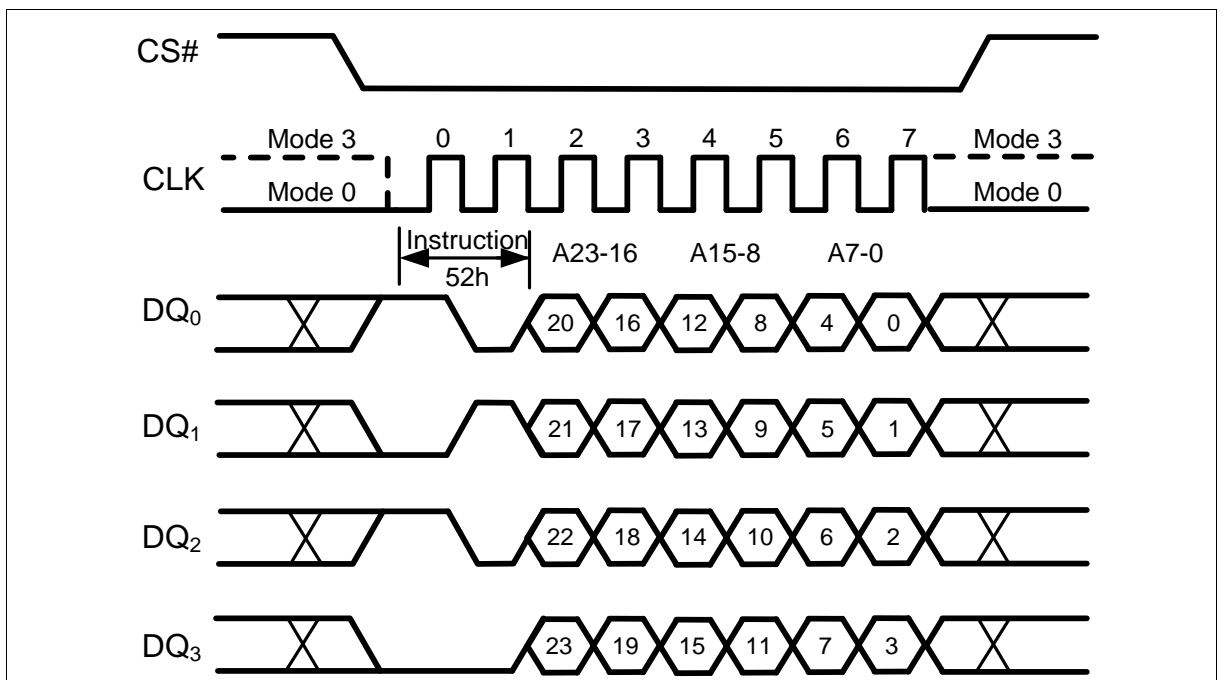 CS#
Mode 3 0 1 2 3 4 5 6 7 Mode 3
CLK
Mode 0 Mode 0
Instruction A23-16 A15-8 A7-0
52h
DQ0 20 16 12 8 4 0
DQ1 21 17 13 9 5 1
DQ2 22 18 14 10 6 2
DQ3 23 19 15 11 7 3